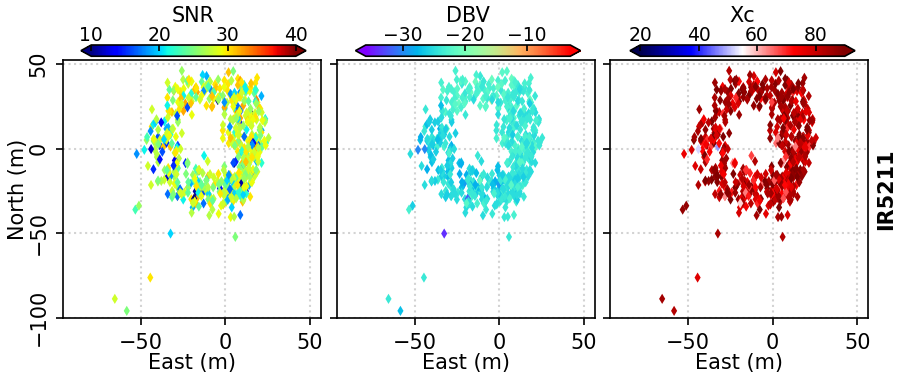 SNR DBV Xc
10 20 30 40 −30 −20 −10 20 40 60 80
50
0
−50
−100
North (m)
−50 0 50 −50 0 50 −50 0 50
East (m) East (m) East (m)
IR5211